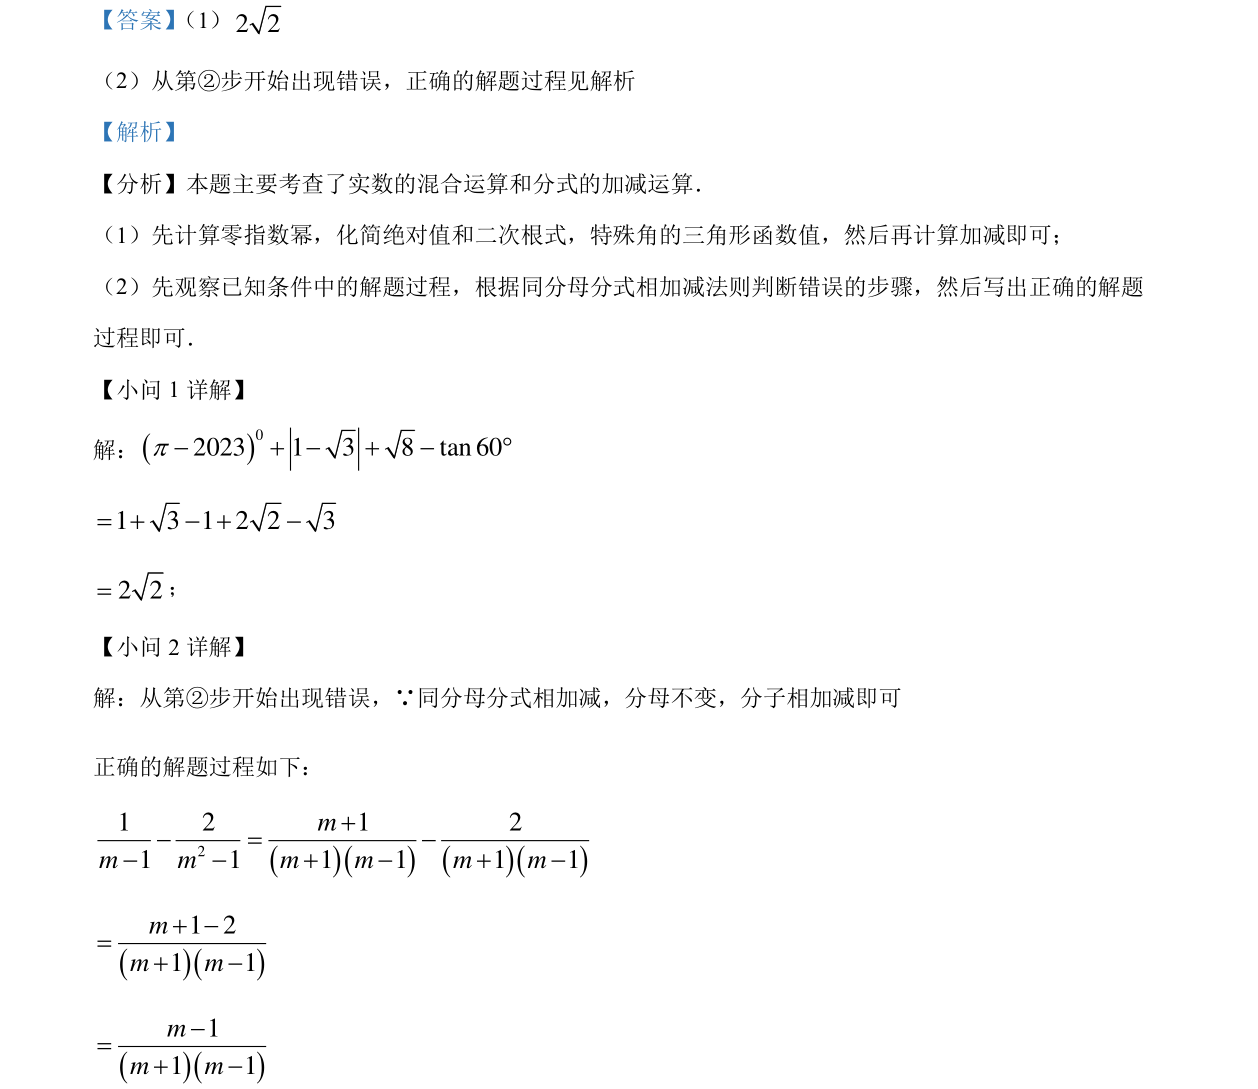 【答案】（1）2√2
（2）从第②步开始出现错误，正确的解题过程见解析
【解析】
【分析】本题主要考查了实数的混合运算和分式的加减运算．
（1）先计算零指数幂，化简绝对值和二次根式，特殊角的三角形函数值，然后再计算加减即可；
（2）先观察已知条件中的解题过程，根据同分母分式相加减法则判断错误的步骤，然后写出正确的解题
过程即可．
【小问 1 详解】
解：(π－2023)⁰＋|1－√3|＋√8－tan 60°
＝1＋√3－1＋2√2－√3
＝2√2；
【小问 2 详解】
解：从第②步开始出现错误，∵同分母分式相加减，分母不变，分子相加减即可
正确的解题过程如下：
1/(m－1)－2/(m²－1)＝(m＋1)/((m＋1)(m－1))－2/((m＋1)(m－1))
＝(m＋1－2)/((m＋1)(m－1))
＝(m－1)/((m＋1)(m－1))